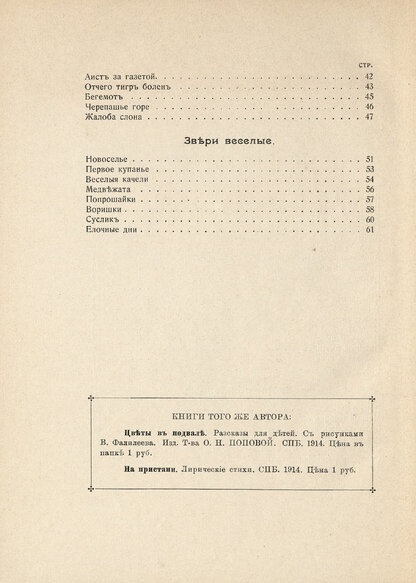 СТР.
Аистъ за газетой. . . . . . . . . . . . . . . . . . . . . 42
Отчего тигръ боленъ . . . . . . . . . . . . . . . . . . . . 43
Бегемотъ . . . . . . . . . . . . . . . . . . . . . . . . 45
Черепашье горе . . . . . . . . . . . . . . . . . . . . . 46
Жалоба слона . . . . . . . . . . . . . . . . . . . . . . 47
Звѣри веселые.
Новоселье . . . . . . . . . . . . . . . . . . . . . . . . 51
Первое купанье . . . . . . . . . . . . . . . . . . . . . 53
Веселыя качели . . . . . . . . . . . . . . . . . . . . . 54
Медвѣжата . . . . . . . . . . . . . . . . . . . . . . . 56
Попрошайки . . . . . . . . . . . . . . . . . . . . . . . 57
Воришки . . . . . . . . . . . . . . . . . . . . . . . . 58
Сусликъ . . . . . . . . . . . . . . . . . . . . . . . . 60
Елочные дни . . . . . . . . . . . . . . . . . . . . . . . 61
КНИГИ ТОГО ЖЕ АВТОРА:
Цвѣты въ подвалѣ. Разсказы для дѣтей. Съ рисунками
В. Фалилеева. Изд. Т-ва О. Н. ПОПОВОЙ. СПБ. 1914. Цѣна въ
папкѣ 1 руб.
На пристани. Лирическіе стихи. СПБ. 1914. Цѣна 1 руб.